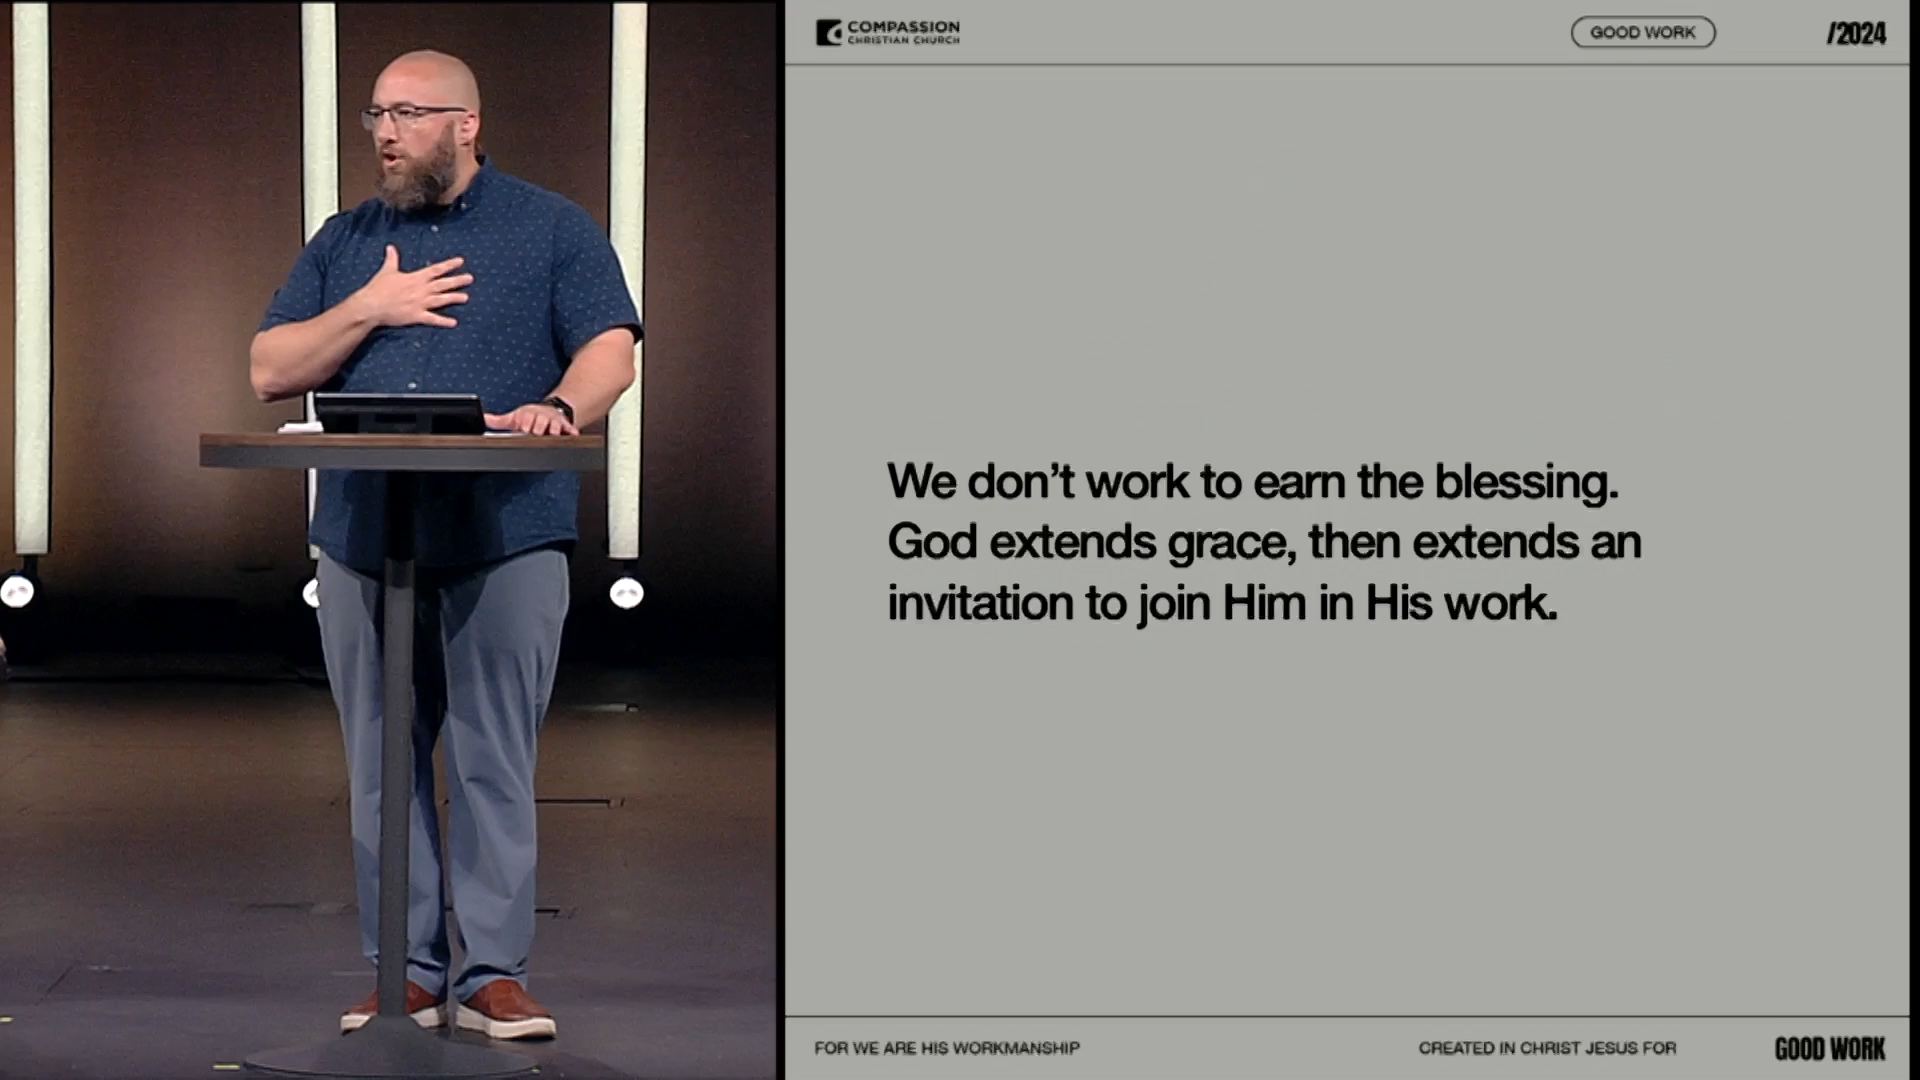 COMPASSION
CHRISTIAN CHURCH
GOOD WORK
/2024
We don’t work to earn the blessing.
God extends grace, then extends an
invitation to join Him in His work.
FOR WE ARE HIS WORKMANSHIP
CREATED IN CHRIST JESUS FOR
GOOD WORK